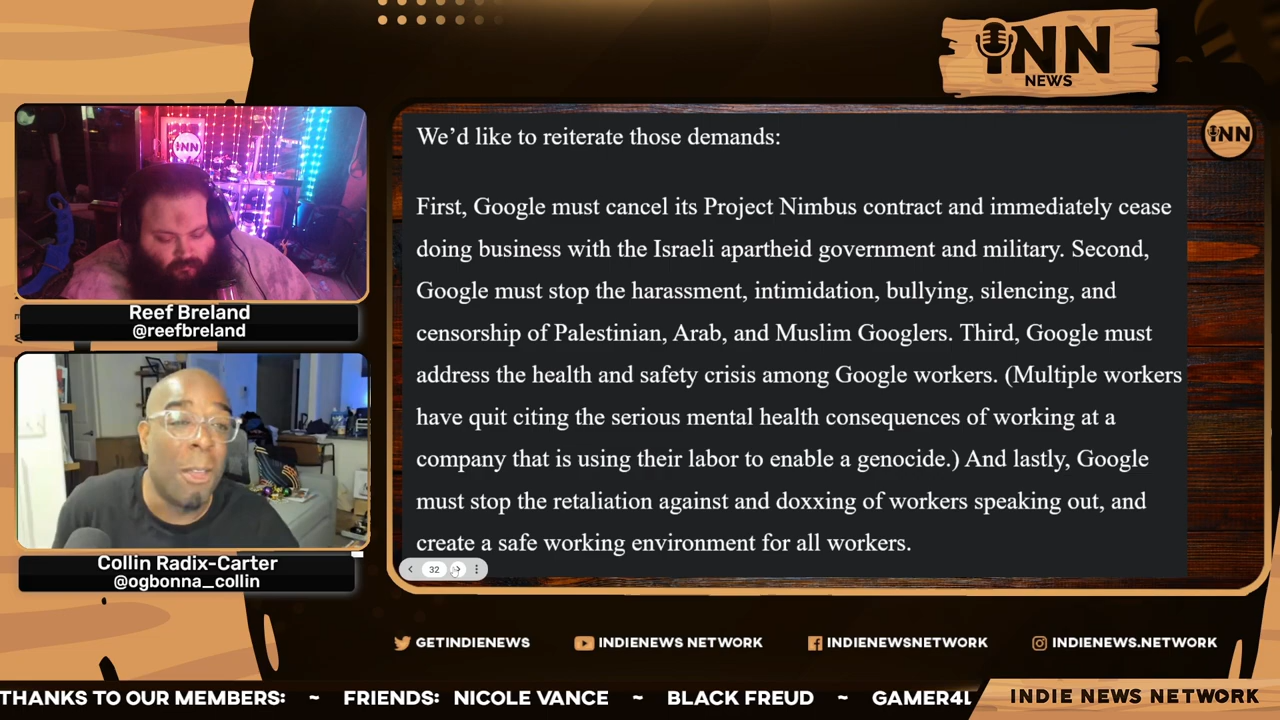 iNN
NEWS
iNN
iNN
We’d like to reiterate those demands:
First, Google must cancel its Project Nimbus contract and immediately cease
doing business with the Israeli apartheid government and military. Second,
Google must stop the harassment, intimidation, bullying, silencing, and
censorship of Palestinian, Arab, and Muslim Googlers. Third, Google must
address the health and safety crisis among Google workers. (Multiple workers
have quit citing the serious mental health consequences of working at a
company that is using their labor to enable a genocide.) And lastly, Google
must stop the retaliation against and doxxing of workers speaking out, and
create a safe working environment for all workers.
32
Reef Breland
@reefbreland
Collin Radix-Carter
@ogbonna_collin
GETINDIENEWS
INDIENEWS NETWORK
INDIENEWSNETWORK
INDIENEWS.NETWORK
THANKS TO OUR MEMBERS: ~ FRIENDS: NICOLE VANCE ~ BLACK FREUD ~ GAMER4L
INDIE NEWS NETWORK